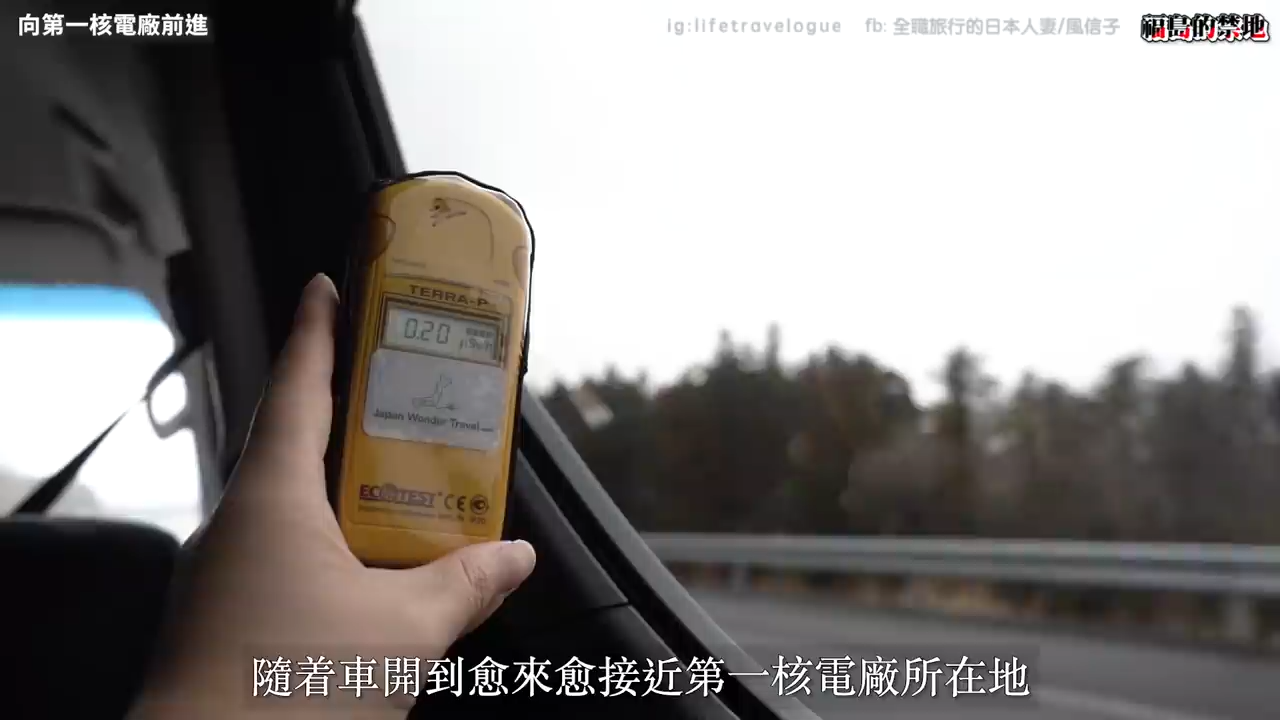 向第一核電廠前進
ig:lifetravelogue fb: 全職旅行的日本人妻/風信子
福島的禁地
TERRA-P
0.20 µSv/h
Japan Wonder Travel
ECOTEST CE
隨着車開到愈來愈接近第一核電廠所在地